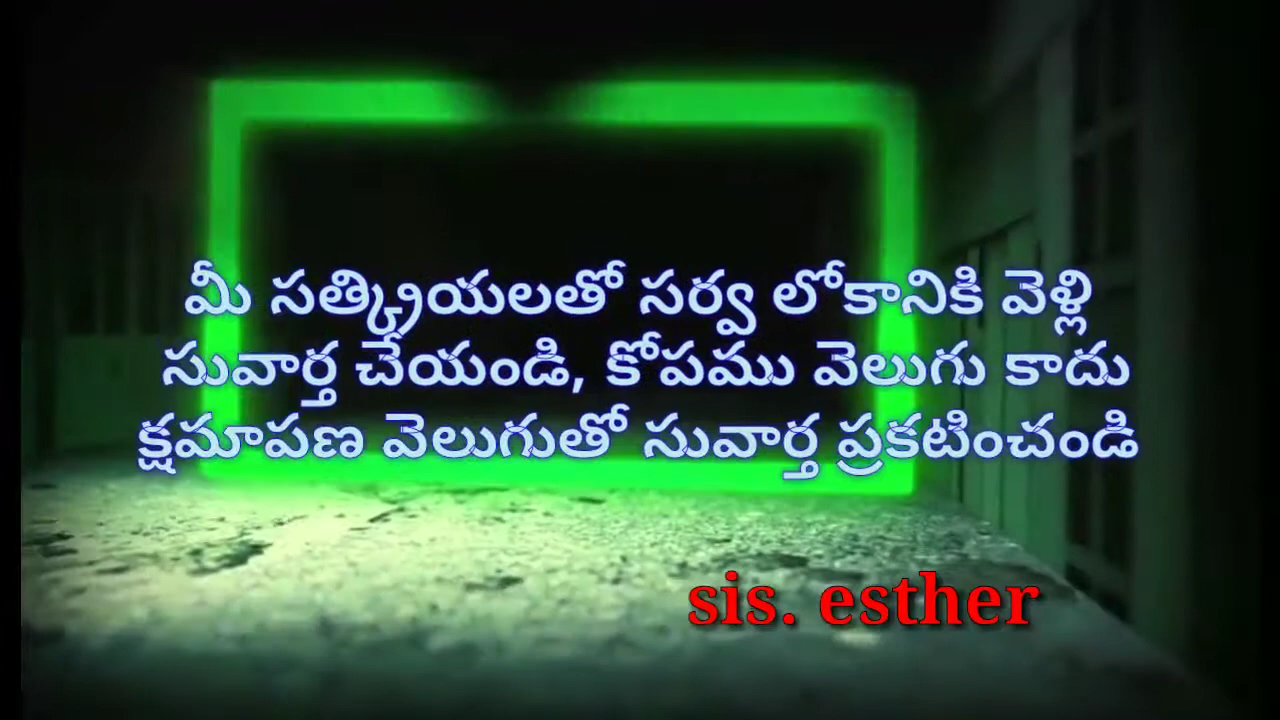 మీ సత్క్రియలతో సర్వ లోకానికి వెళ్లి
సువార్త చేయండి, కోపము వెలుగు కాదు
క్షమాపణ వెలుగుతో సువార్త ప్రకటించండి
sis. esther